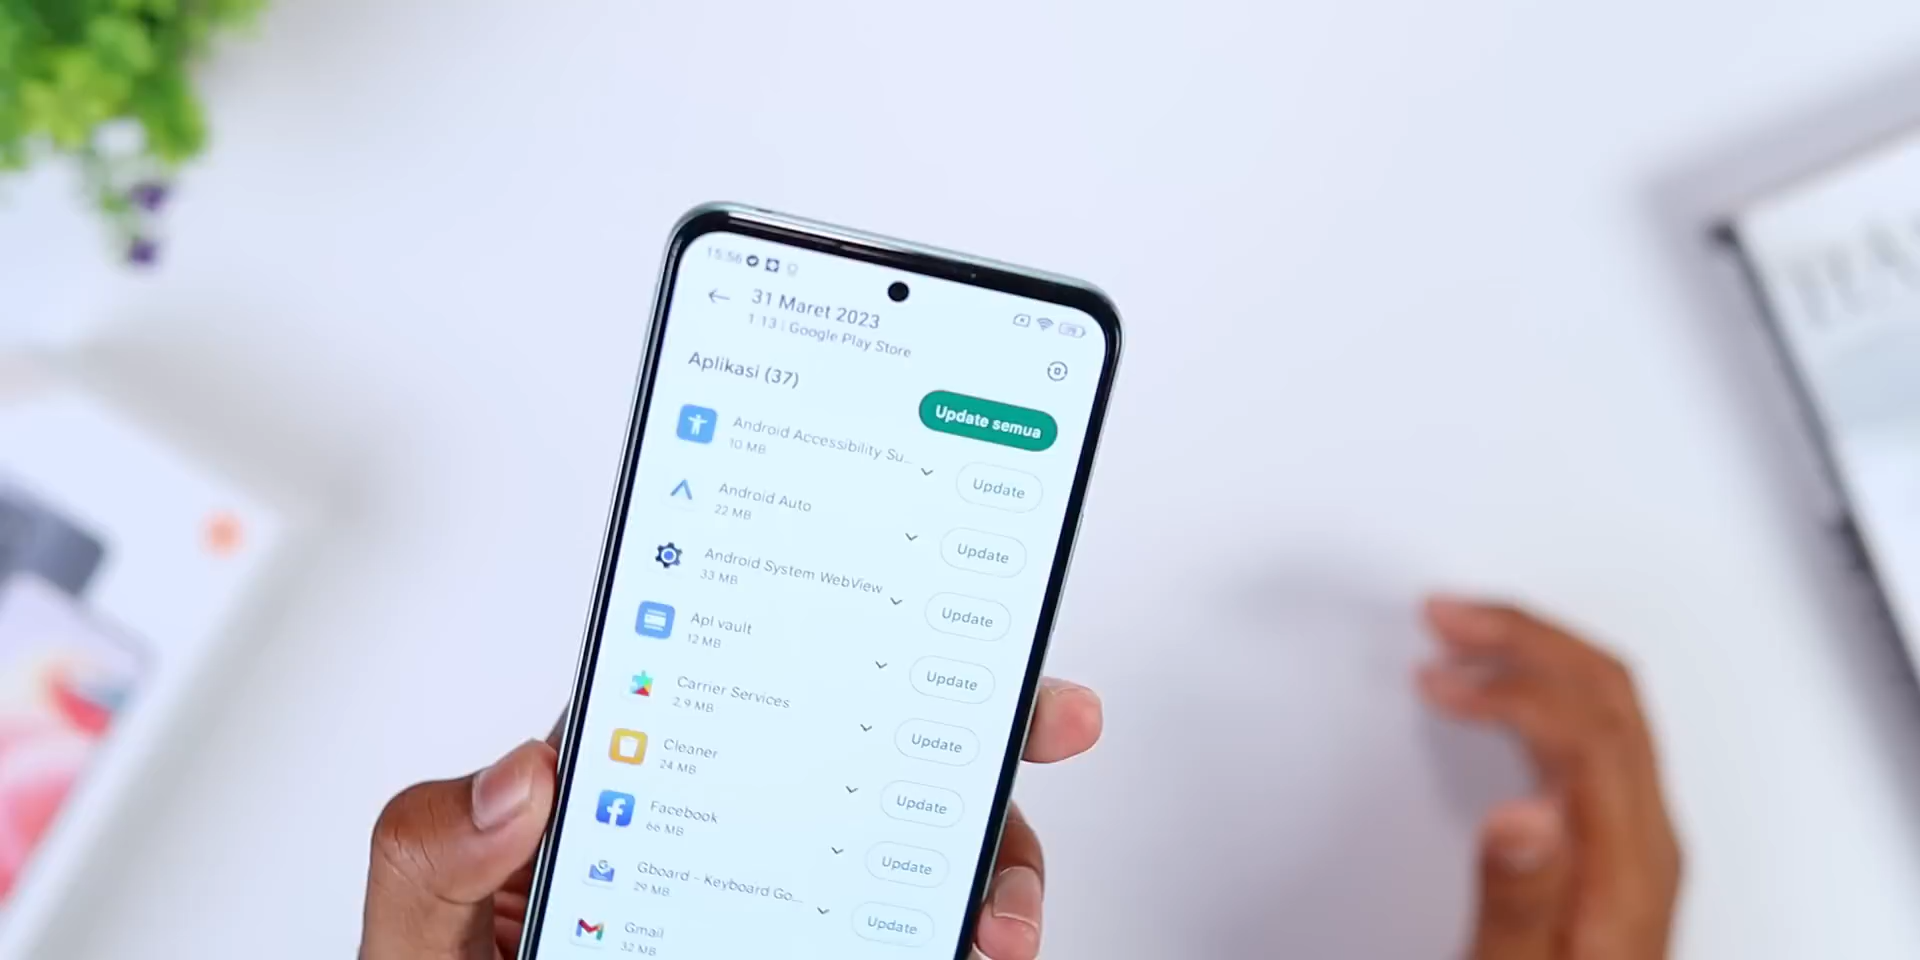 15:56
31 Maret 2023
1 13 | Google Play Store
Aplikasi (37)
Update semua
Android Accessibility Su...
10 MB
Update
Android Auto
22 MB
Update
Android System WebView
33 MB
Update
Apl vault
12 MB
Update
Carrier Services
2,9 MB
Update
Cleaner
24 MB
Update
Facebook
66 MB
Update
Gboard - Keyboard Go...
29 MB
Update
Gmail
32 MB